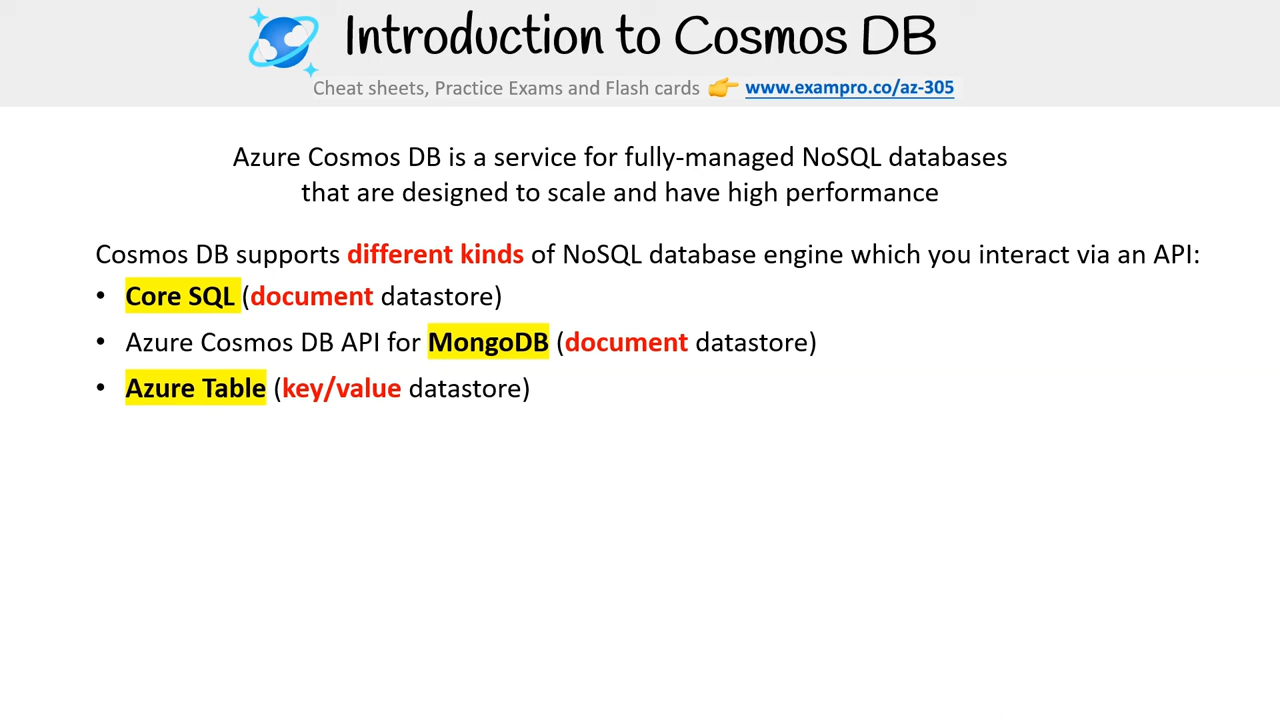 Introduction to Cosmos DB
Cheat sheets, Practice Exams and Flash cards 👉 www.exampro.co/az-305
Azure Cosmos DB is a service for fully-managed NoSQL databases
that are designed to scale and have high performance
Cosmos DB supports different kinds of NoSQL database engine which you interact via an API:
• Core SQL (document datastore)
• Azure Cosmos DB API for MongoDB (document datastore)
• Azure Table (key/value datastore)